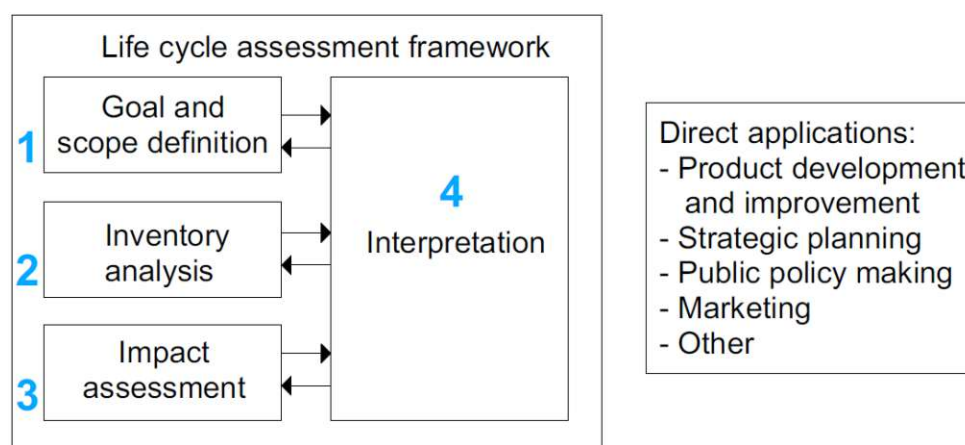 Life cycle assessment framework
1
Goal and
scope definition
2
Inventory
analysis
3
Impact
assessment
4
Interpretation
Direct applications:
- Product development
and improvement
- Strategic planning
- Public policy making
- Marketing
- Other